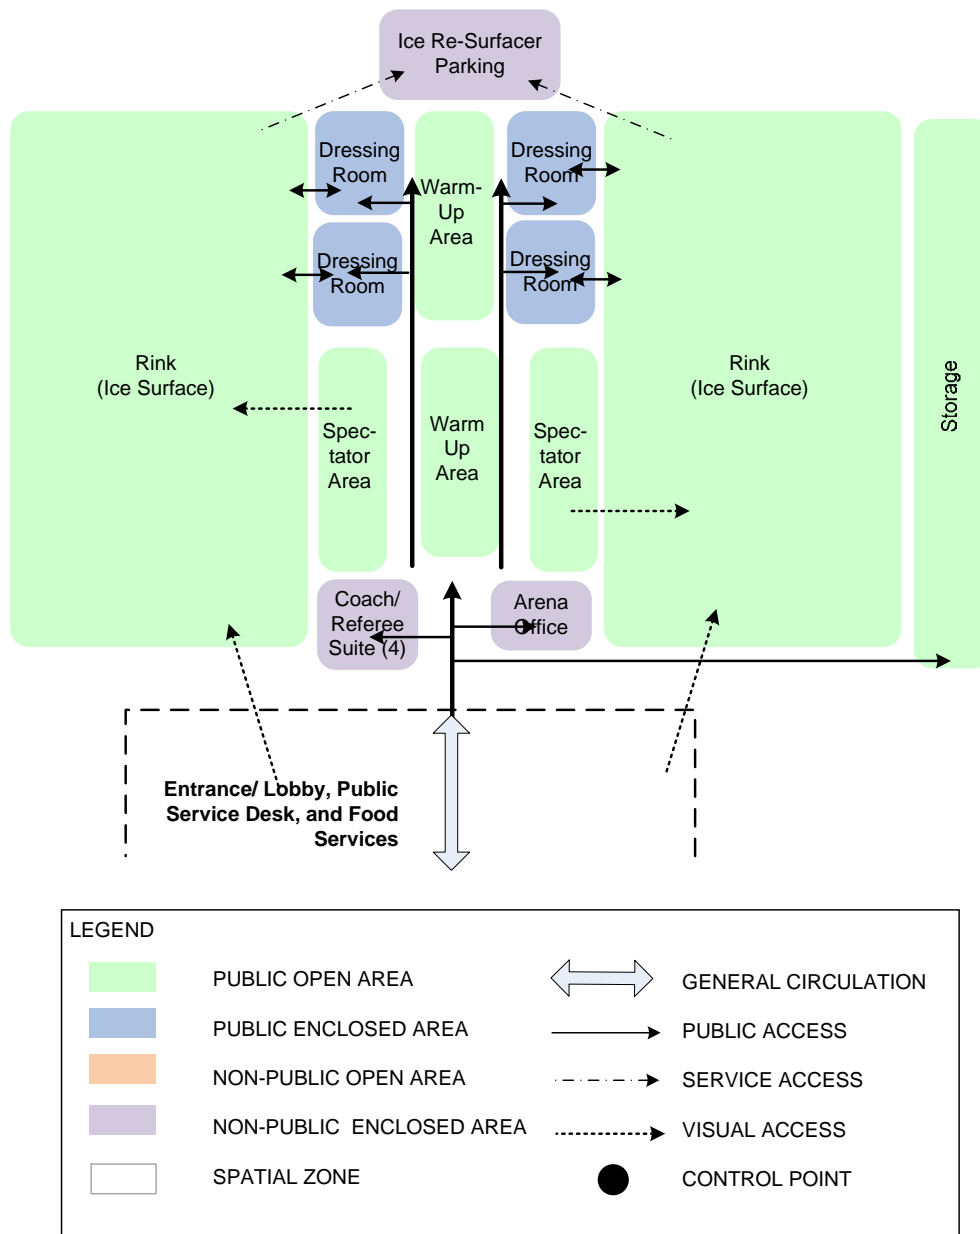 Ice Re-Surfacer
Parking
Dressing
Room
Warm-
Up
Area
Dressing
Room
Dressing
Room
Dressing
Room
Rink
(Ice Surface)
Spec-
tator
Area
Warm
Up
Area
Spec-
tator
Area
Rink
(Ice Surface)
Storage
Coach/
Referee
Suite (4)
Arena
Office
Entrance/ Lobby, Public
Service Desk, and Food
Services
LEGEND
PUBLIC OPEN AREA
PUBLIC ENCLOSED AREA
NON-PUBLIC OPEN AREA
NON-PUBLIC ENCLOSED AREA
SPATIAL ZONE
GENERAL CIRCULATION
PUBLIC ACCESS
SERVICE ACCESS
VISUAL ACCESS
CONTROL POINT